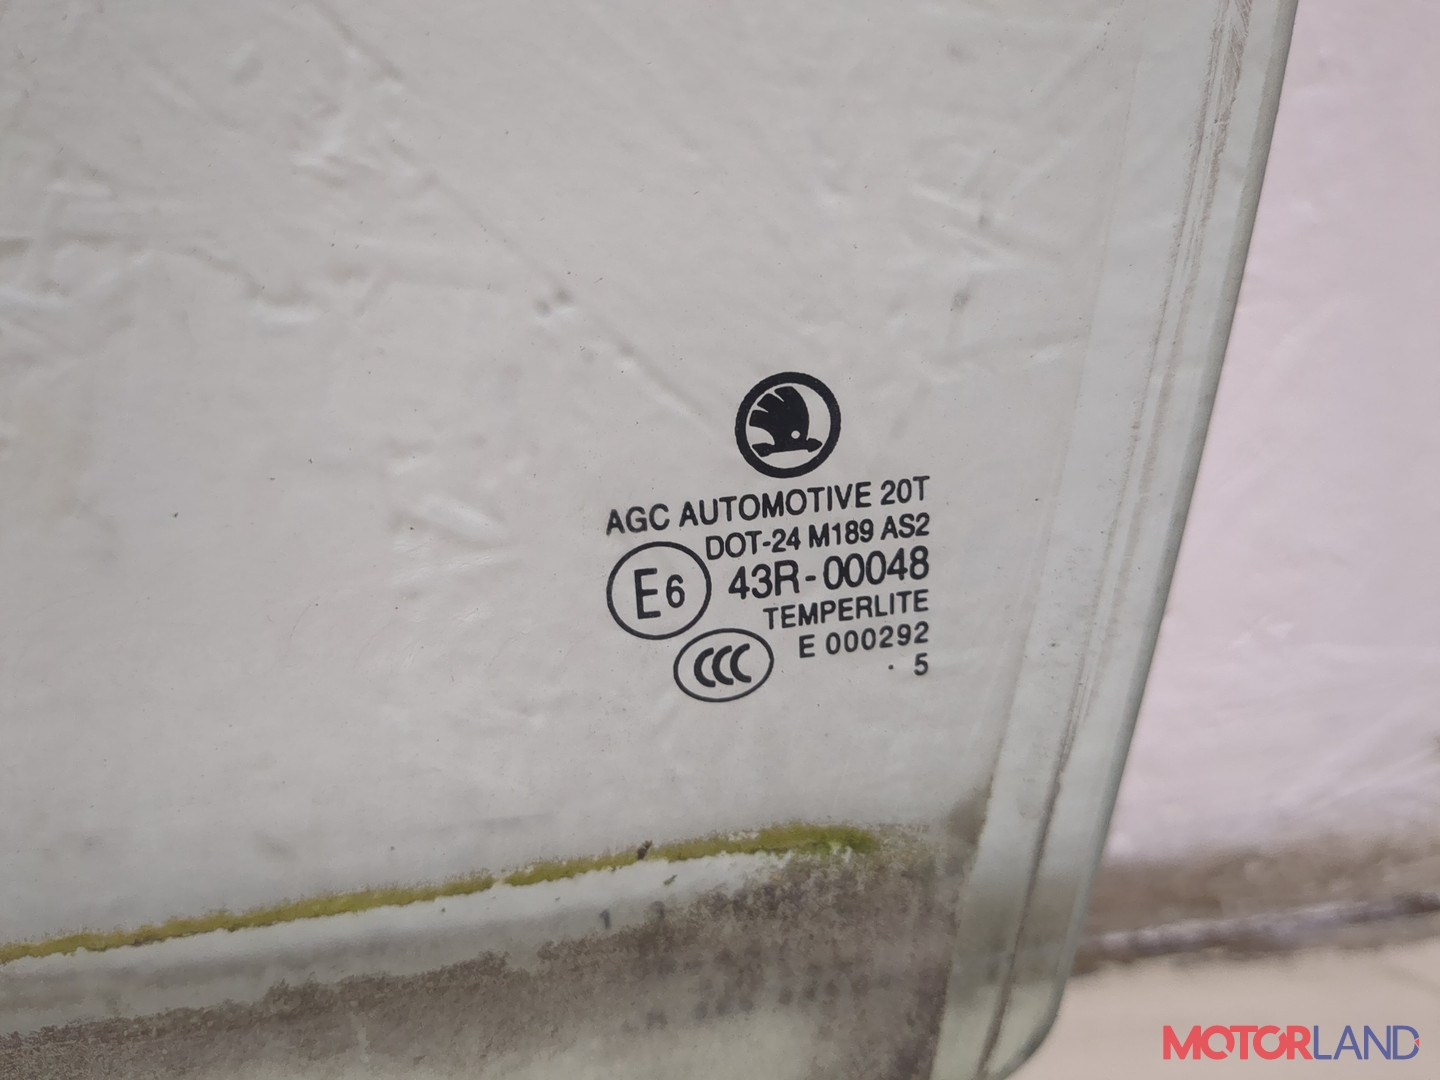 AGC AUTOMOTIVE 20T
DOT-24 M189 AS2
E6 43R-00048
TEMPERLITE
CCC E 000292
· 5
MOTORLAND